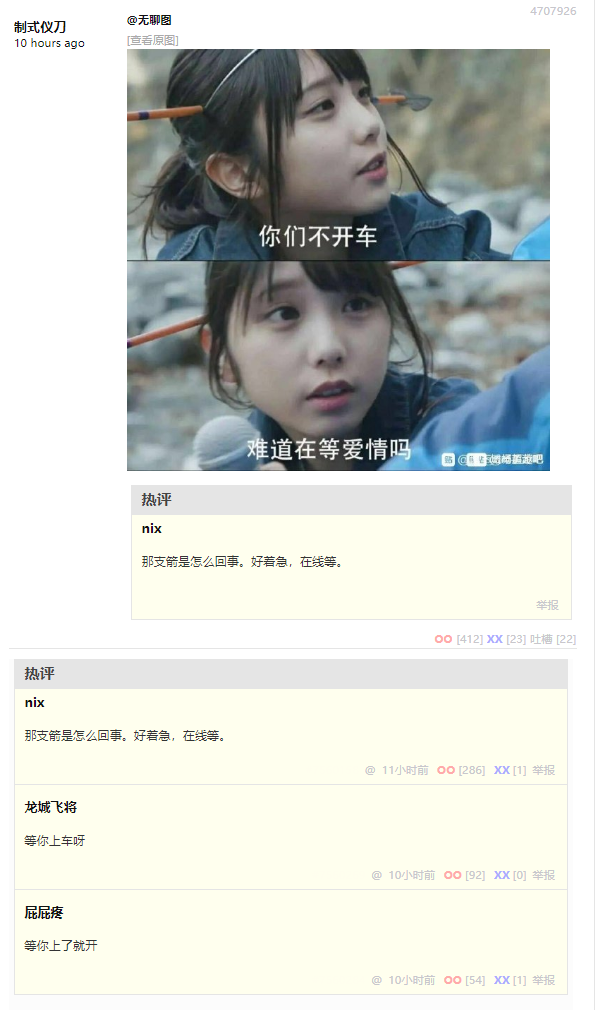 4707926
制式仪刀
10 hours ago
@无聊图
[查看原图]
你们不开车
难道在等爱情吗
热评
nix
那支箭是怎么回事。好着急，在线等。
举报
OO [412] XX [23] 吐槽 [22]
热评
nix
那支箭是怎么回事。好着急，在线等。
@ 11小时前 OO [286] XX [1] 举报
龙城飞将
等你上车呀
@ 10小时前 OO [92] XX [0] 举报
屁屁疼
等你上了就开
@ 10小时前 OO [54] XX [1] 举报